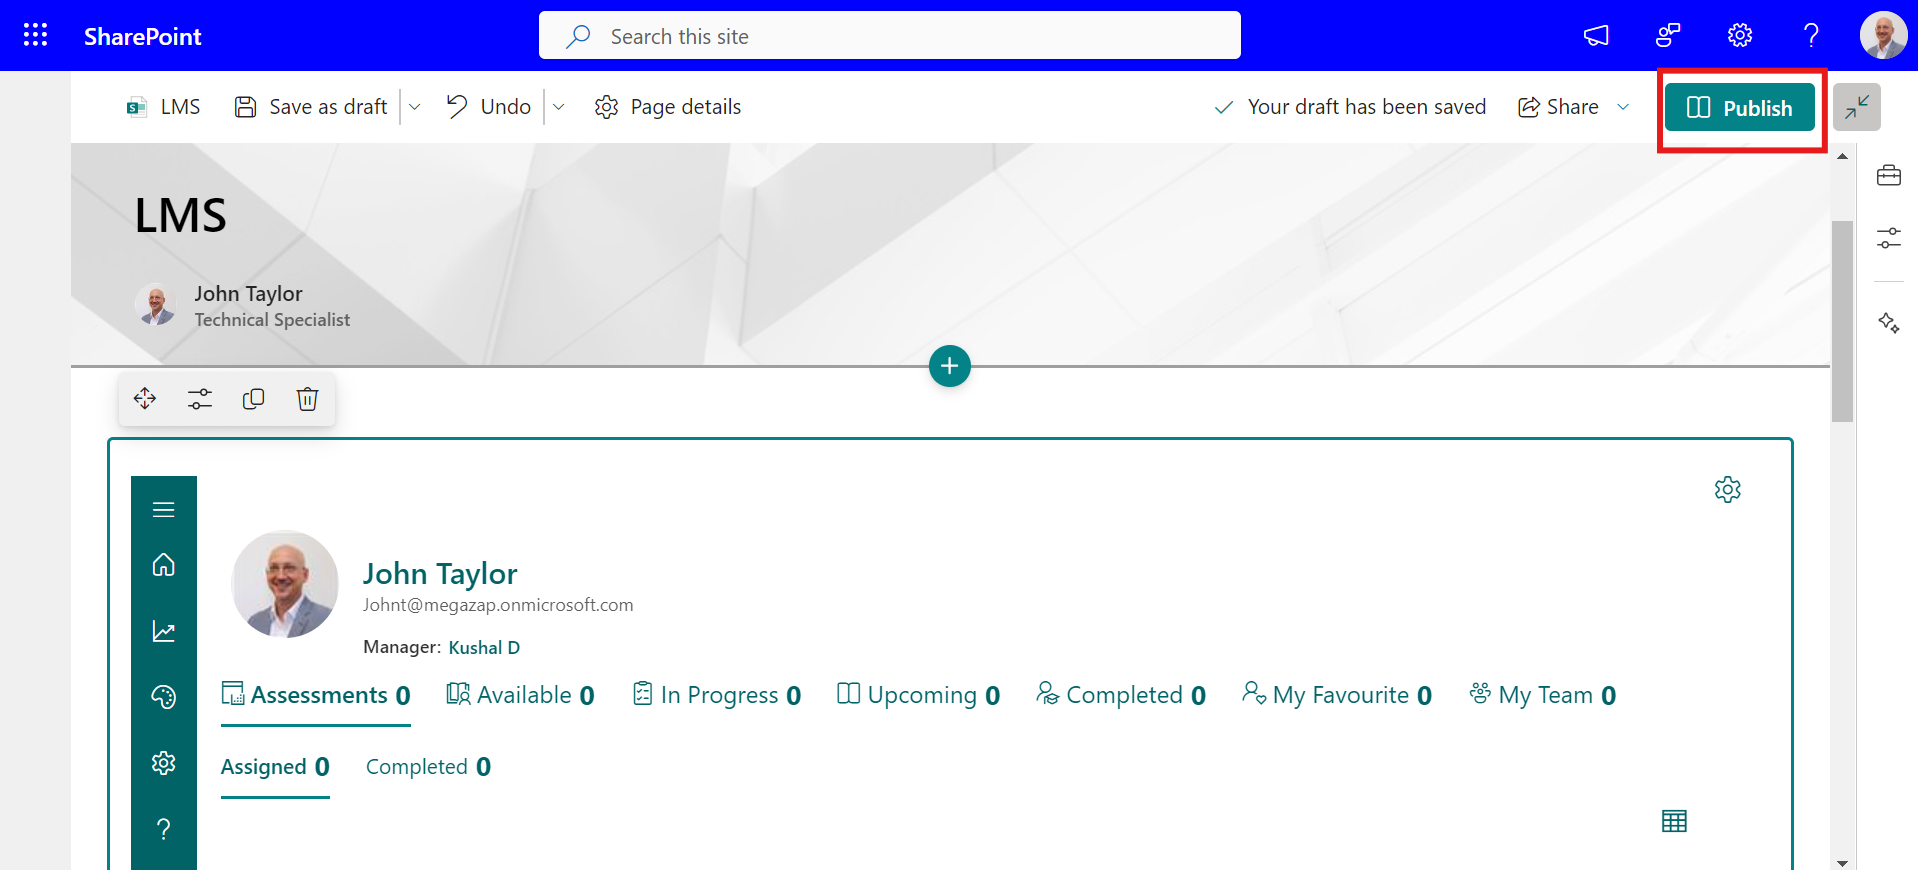 SharePoint
Search this site
LMS Save as draft Undo Page details Your draft has been saved Share Publish
LMS
John Taylor
Technical Specialist
John Taylor
Johnt@megazap.onmicrosoft.com
Manager: Kushal D
Assessments 0 Available 0 In Progress 0 Upcoming 0 Completed 0 My Favourite 0 My Team 0
Assigned 0 Completed 0